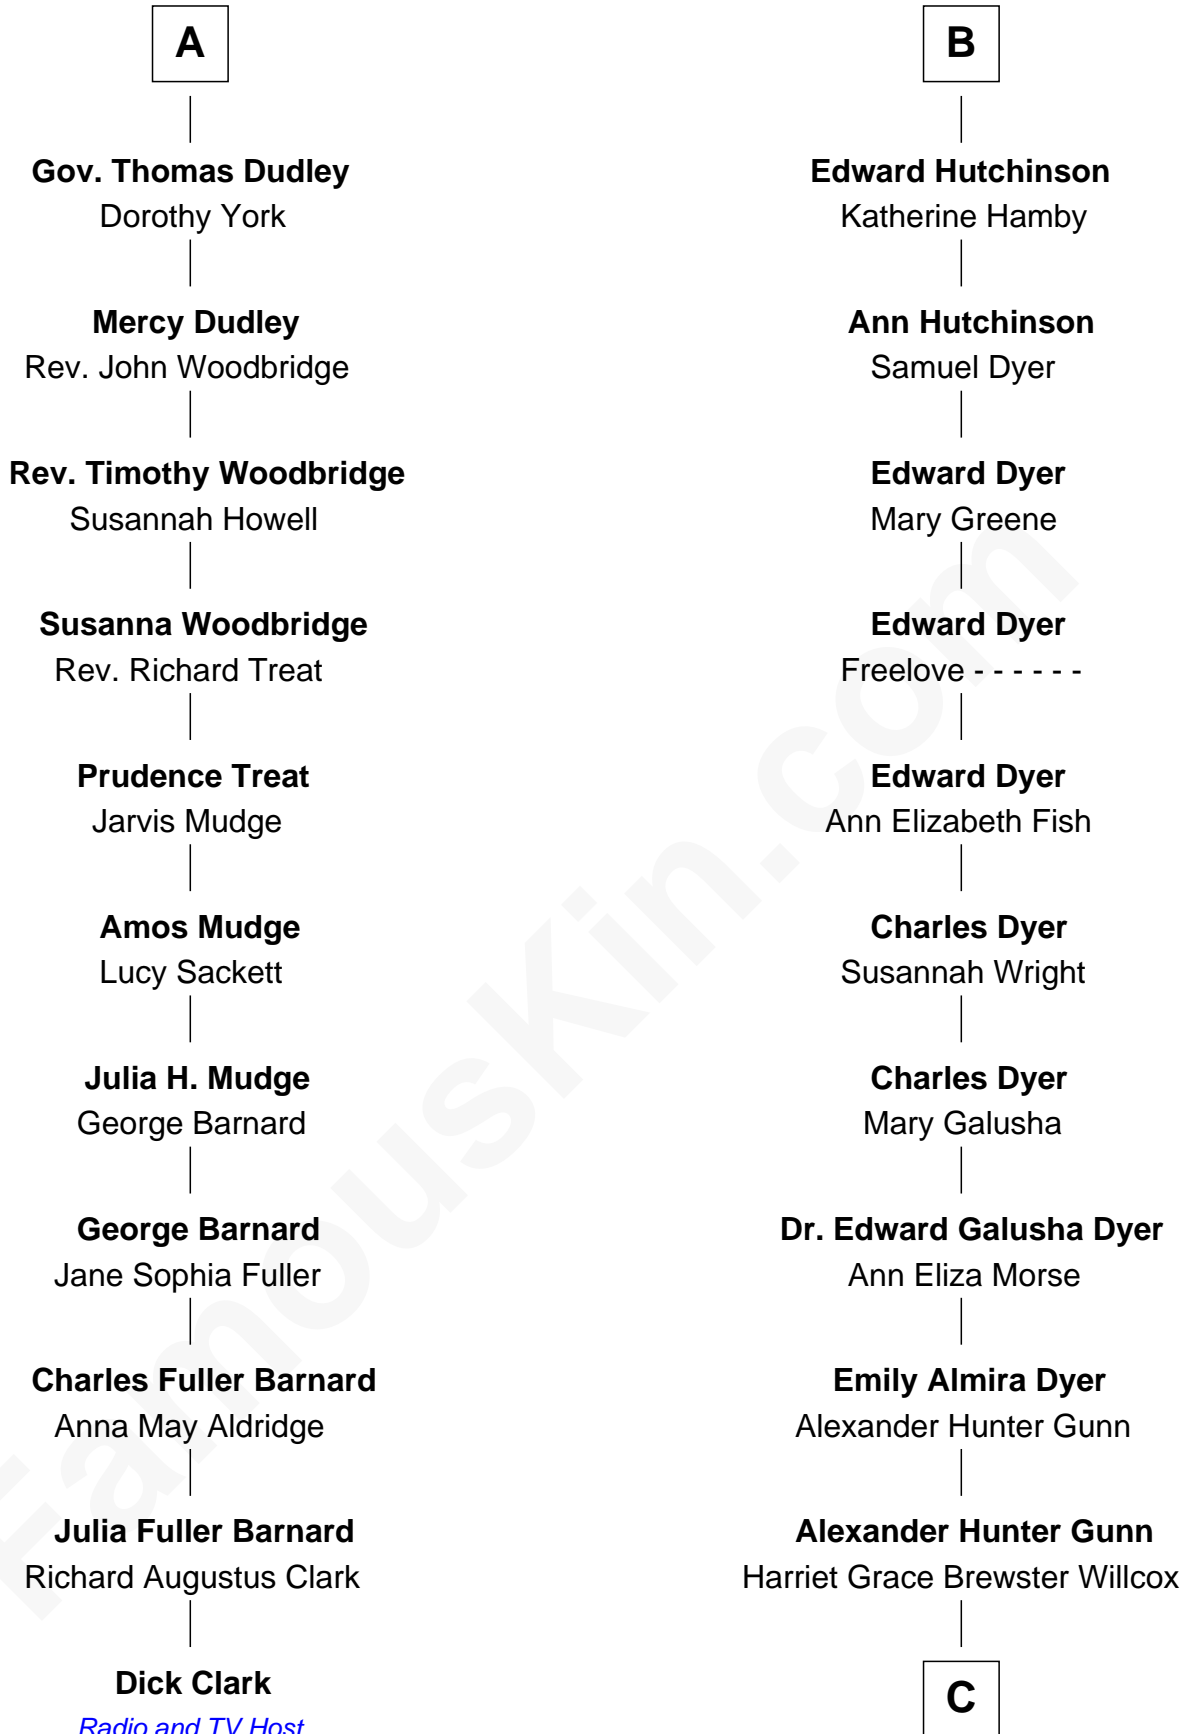 A
Gov. Thomas Dudley
Dorothy York
Mercy Dudley
Rev. John Woodbridge
Rev. Timothy Woodbridge
Susannah Howell
Susanna Woodbridge
Rev. Richard Treat
Prudence Treat
Jarvis Mudge
Amos Mudge
Lucy Sackett
Julia H. Mudge
George Barnard
George Barnard
Jane Sophia Fuller
Charles Fuller Barnard
Anna May Aldridge
Julia Fuller Barnard
Richard Augustus Clark
Dick Clark
Radio and TV Host
B
Edward Hutchinson
Katherine Hamby
Ann Hutchinson
Samuel Dyer
Edward Dyer
Mary Greene
Edward Dyer
Freelove - - - - - -
Edward Dyer
Ann Elizabeth Fish
Charles Dyer
Susannah Wright
Charles Dyer
Mary Galusha
Dr. Edward Galusha Dyer
Ann Eliza Morse
Emily Almira Dyer
Alexander Hunter Gunn
Alexander Hunter Gunn
Harriet Grace Brewster Willcox
C
FamousKin.com